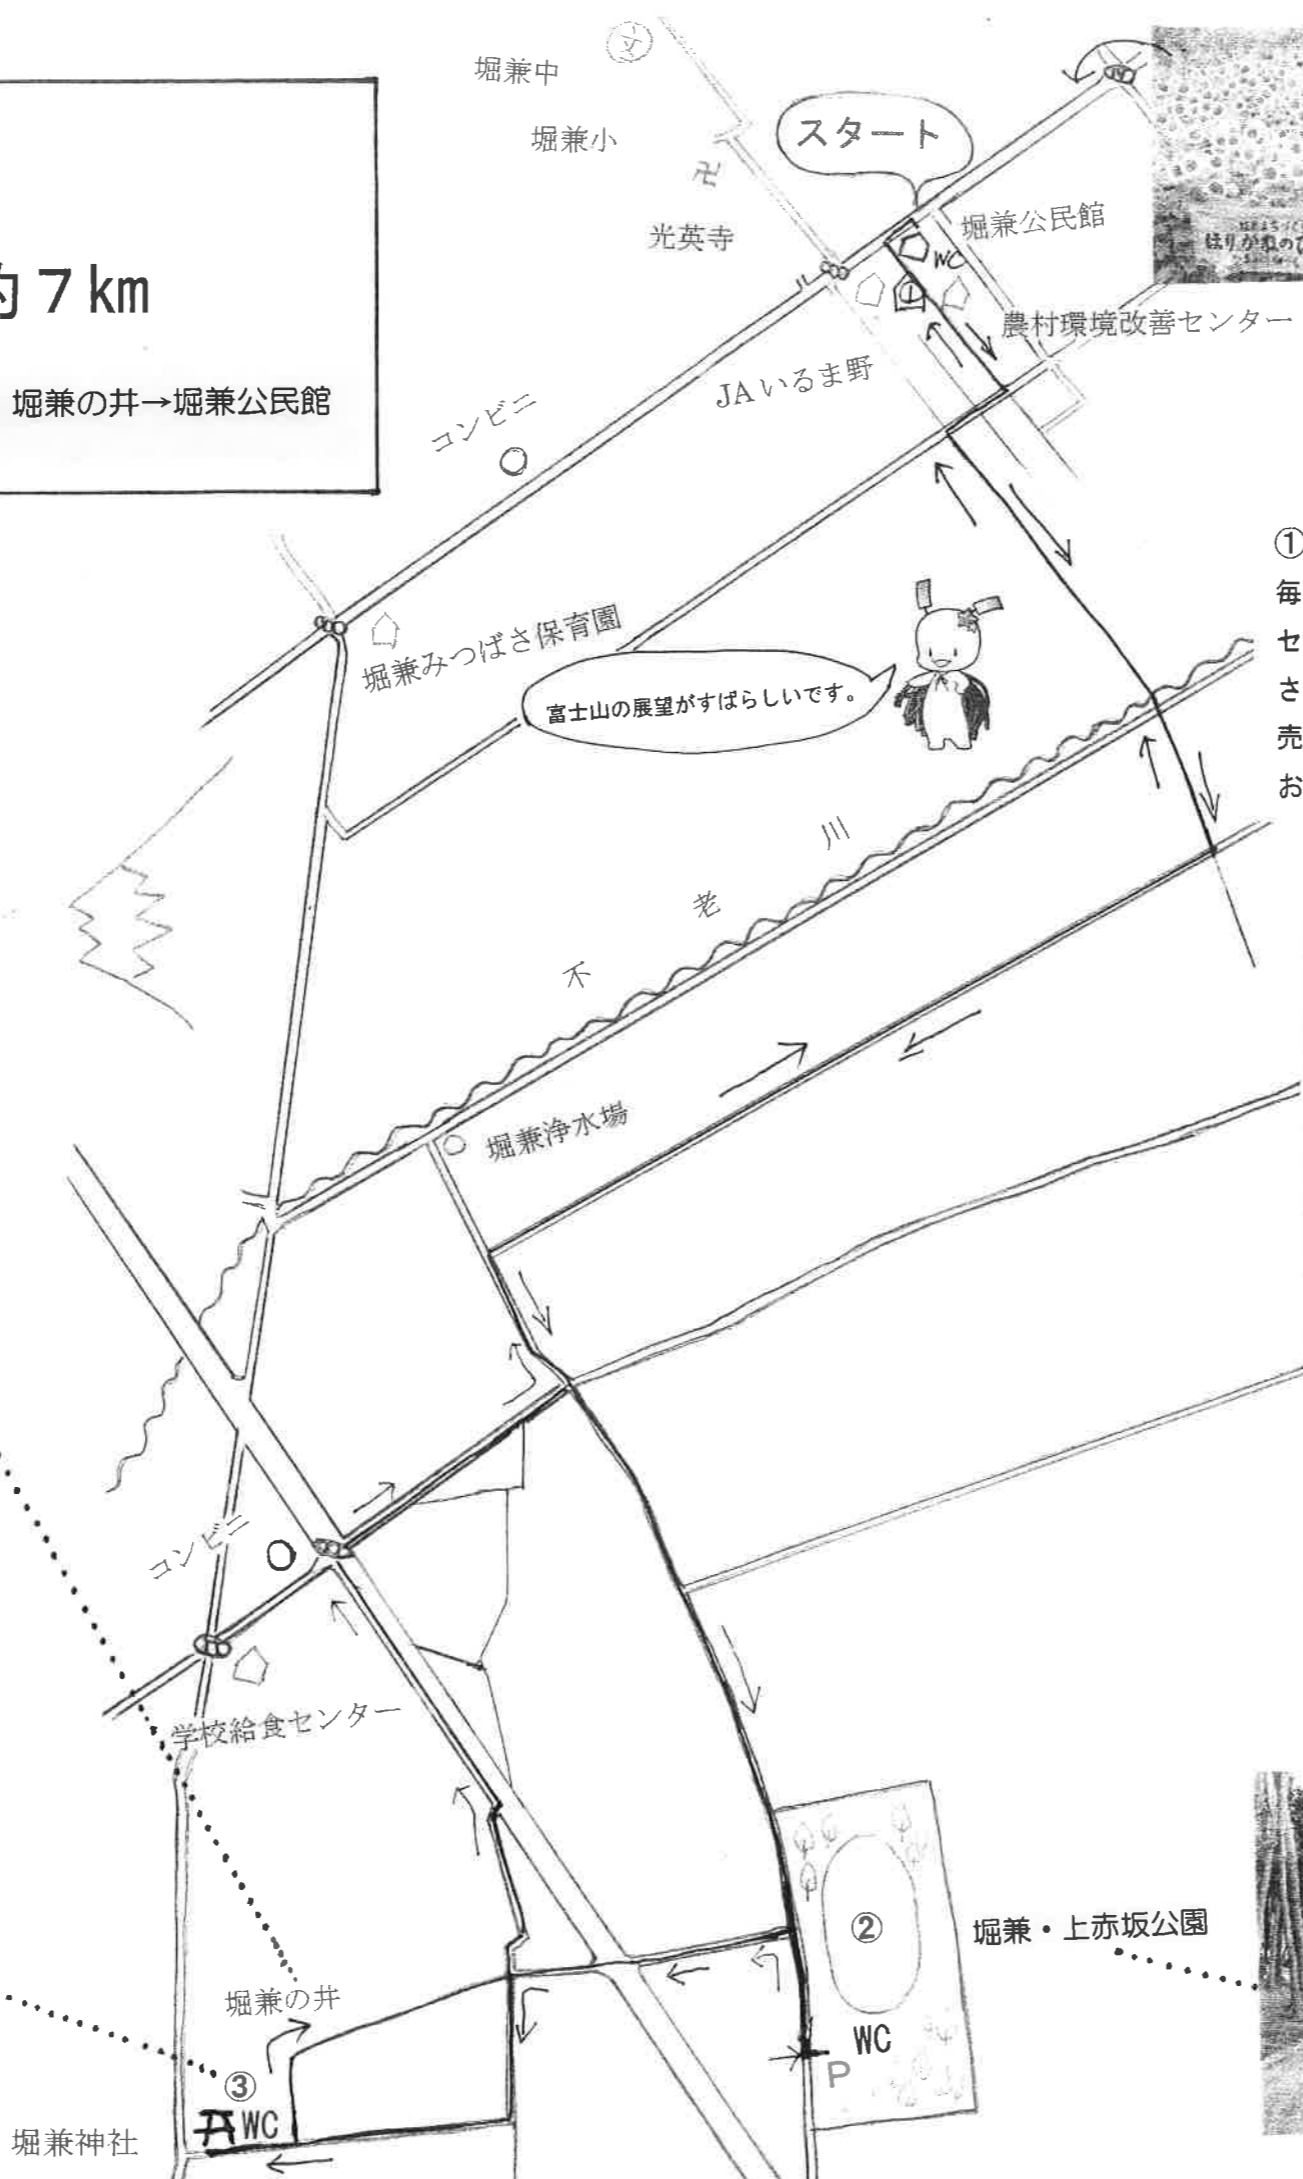 堀兼中
文
堀兼小
スタート
卍
光英寺
堀兼公民館
WC
農村環境改善センター
約７km
堀兼の井→堀兼公民館
JAいるま野
コンビニ
①
毎
セ
さ
売
お
堀兼みつばさ保育園
富士山の展望がすばらしいです。
不老川
堀兼浄水場
コンビニ
学校給食センター
②
堀兼・上赤坂公園
WC
P
堀兼の井
③
WC
堀兼神社